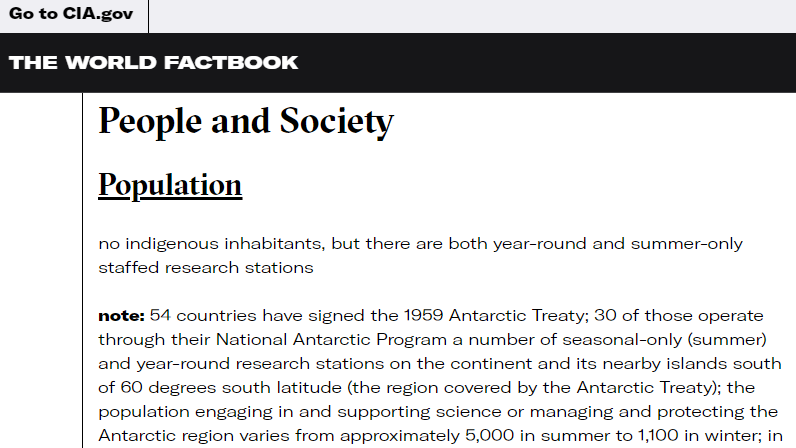 Go to CIA.gov
THE WORLD FACTBOOK
People and Society
Population
no indigenous inhabitants, but there are both year-round and summer-only
staffed research stations
note: 54 countries have signed the 1959 Antarctic Treaty; 30 of those operate
through their National Antarctic Program a number of seasonal-only (summer)
and year-round research stations on the continent and its nearby islands south
of 60 degrees south latitude (the region covered by the Antarctic Treaty); the
population engaging in and supporting science or managing and protecting the
Antarctic region varies from approximately 5,000 in summer to 1,100 in winter; in